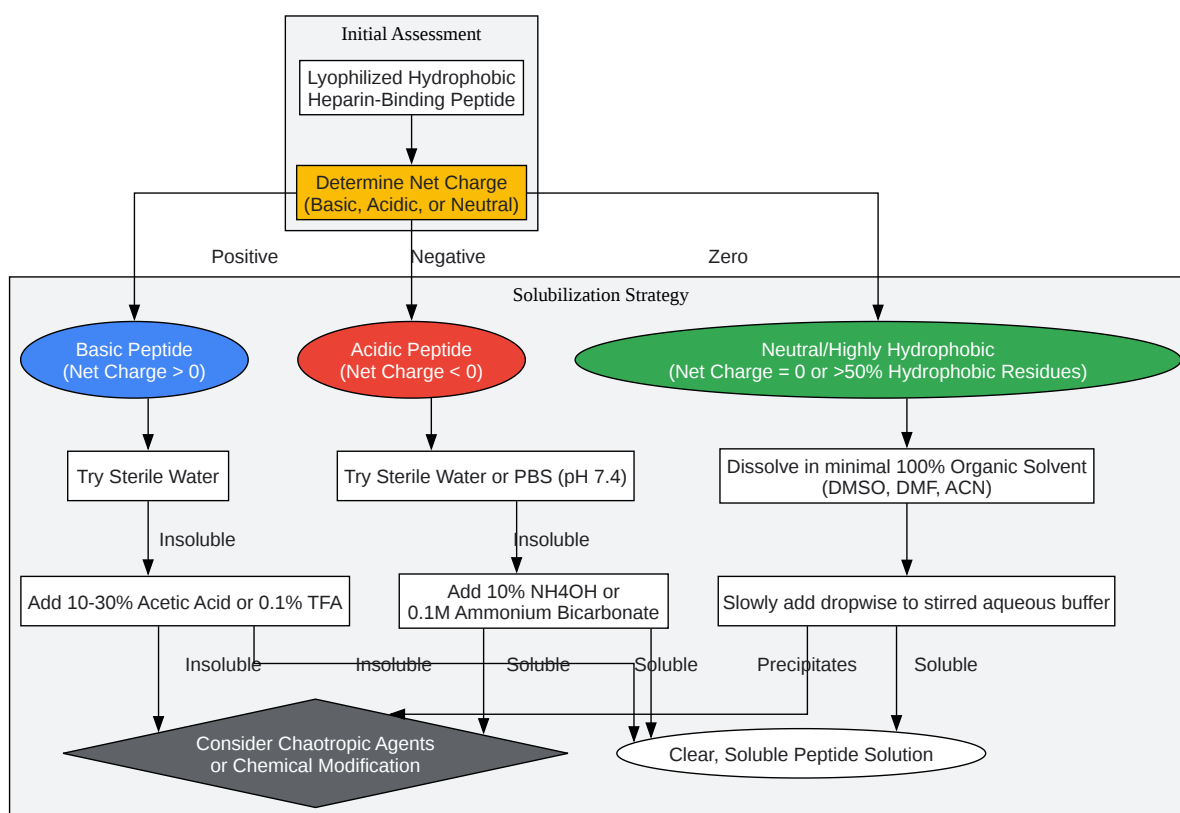 Initial Assessment
Lyophilized Hydrophobic
Heparin-Binding Peptide
Determine Net Charge
(Basic, Acidic, or Neutral)
Positive
Negative
Zero
Solubilization Strategy
Basic Peptide
(Net Charge > 0)
Acidic Peptide
(Net Charge < 0)
Neutral/Highly Hydrophobic
(Net Charge = 0 or >50% Hydrophobic Residues)
Try Sterile Water
Try Sterile Water or PBS (pH 7.4)
Dissolve in minimal 100% Organic Solvent
(DMSO, DMF, ACN)
Insoluble
Insoluble
Add 10-30% Acetic Acid or 0.1% TFA
Add 10% NH4OH or
0.1M Ammonium Bicarbonate
Slowly add dropwise to stirred aqueous buffer
Insoluble
Insoluble
Soluble
Soluble
Precipitates
Soluble
Consider Chaotropic Agents
or Chemical Modification
Clear, Soluble Peptide Solution